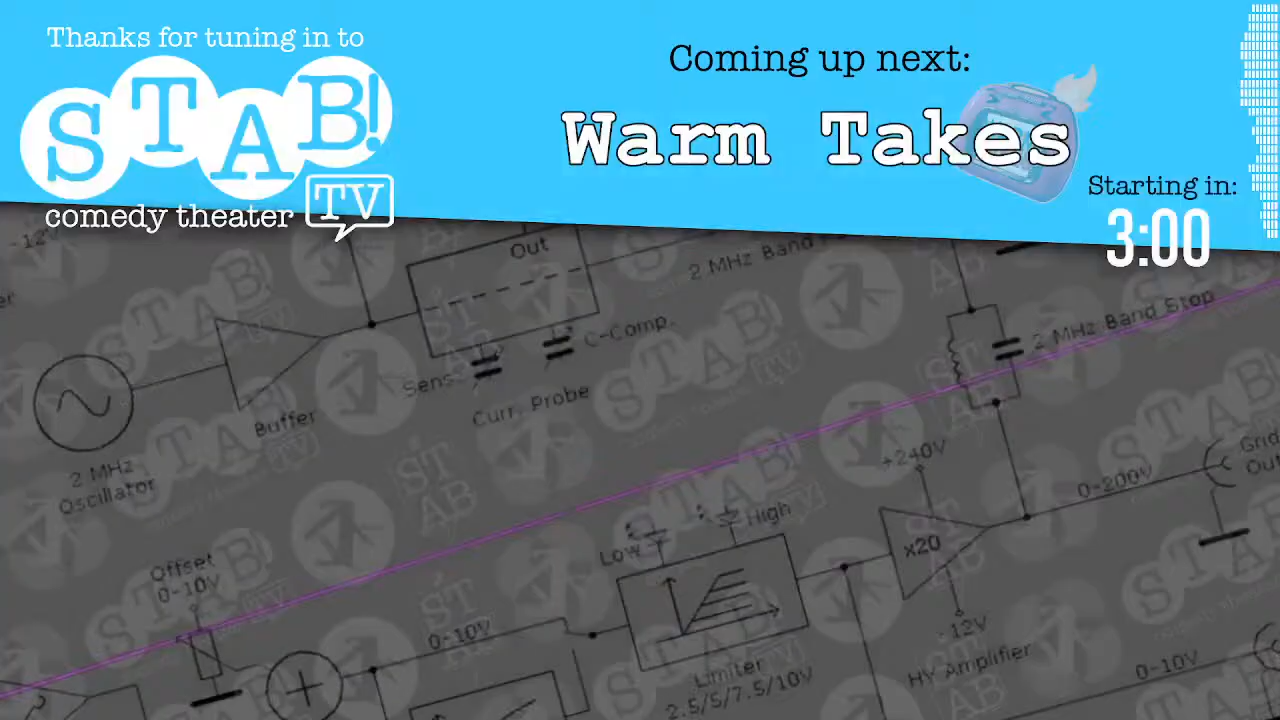 Thanks for tuning in to
STAB!
comedy theater TV
Coming up next:
Warm Takes
Starting in:
3:00
Out
2 MHz Band
C-Comp.
Curr. Probe
Buffer
2 MHz
Oscillator
2 MHz Band Stop
+240V
0-200V
Grid
Out
Low
High
x20
Offset
0-10V
0-10V
-12V
HY Amplifier
Limiter
2.5/5/7.5/10V
0-10V